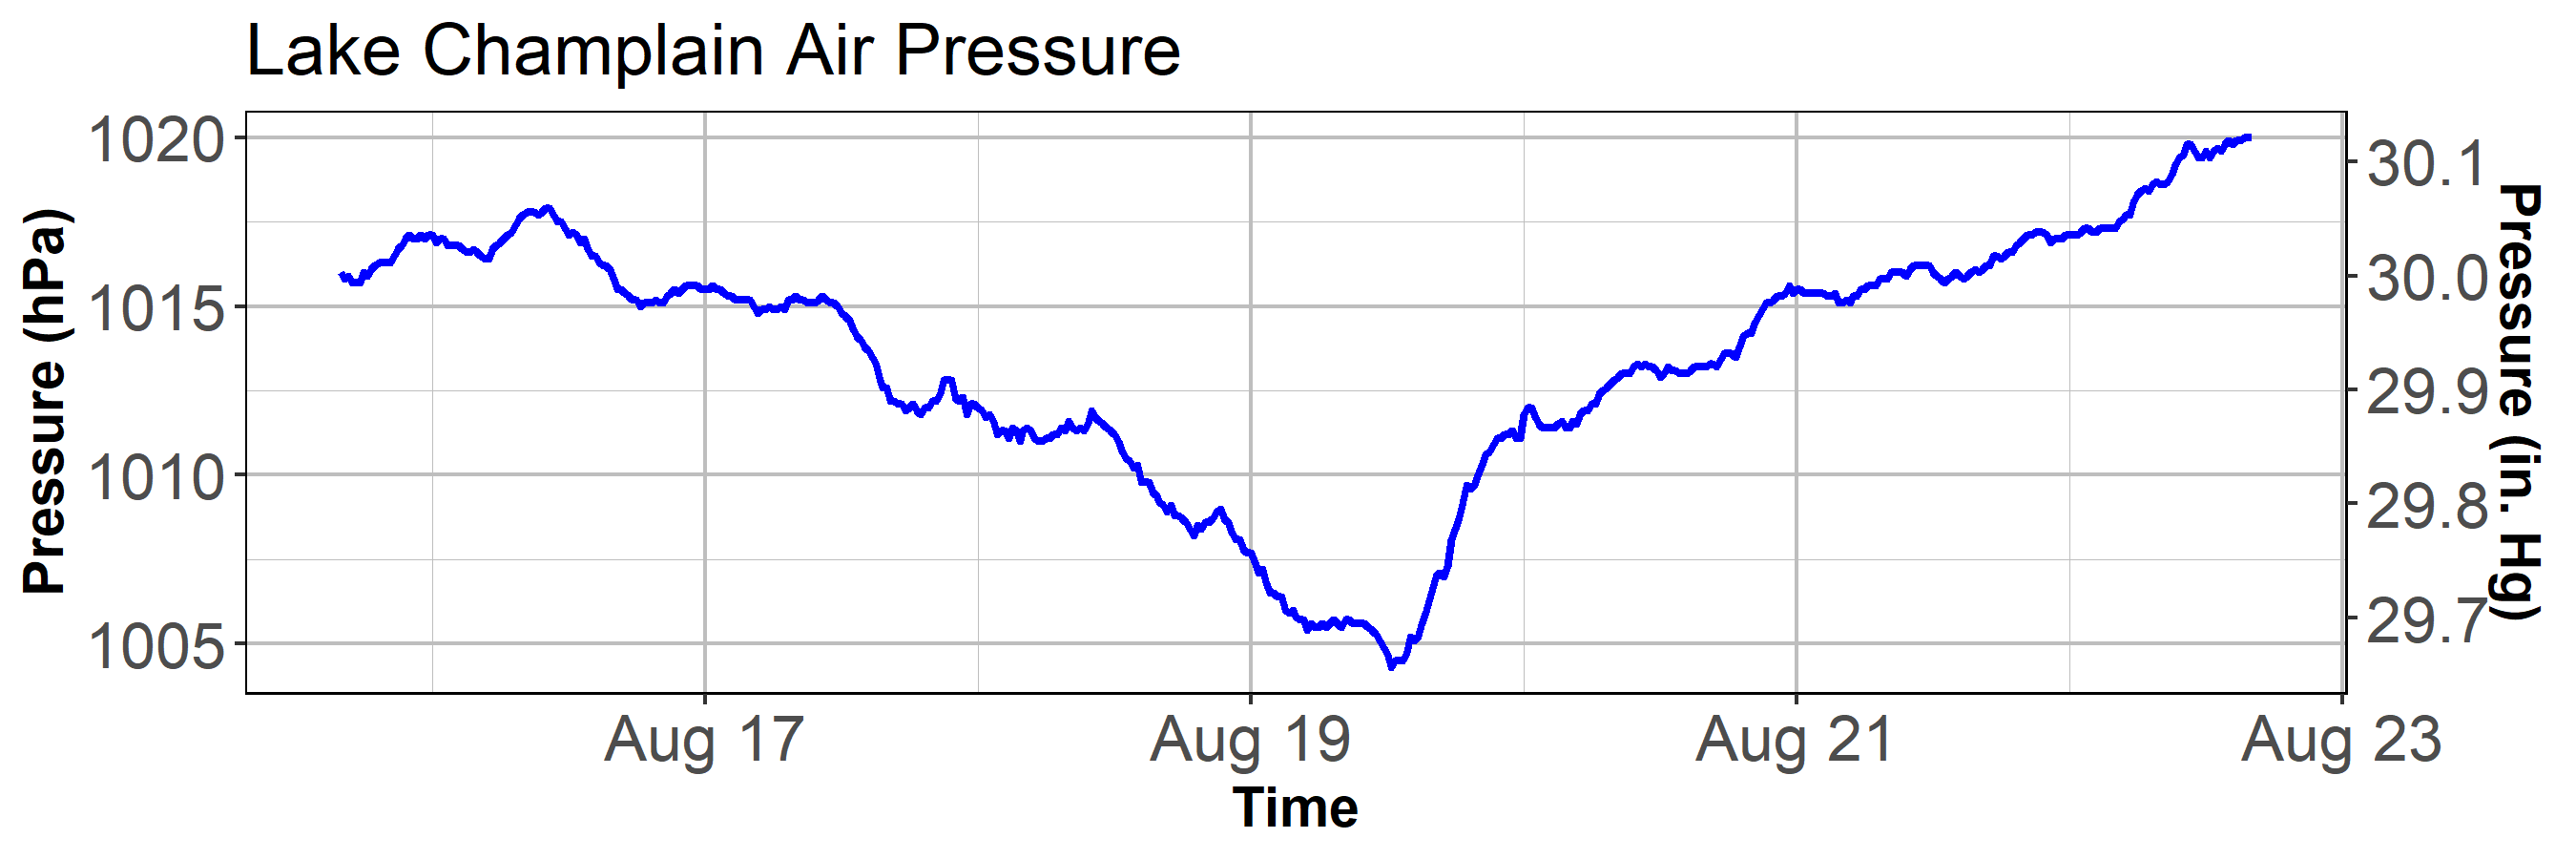 Lake Champlain Air Pressure
Pressure (hPa)
1020
1015
1010
1005
30.1
30.0
29.9
29.8
29.7
Pressure (in. Hg)
Aug 17 Aug 19 Aug 21 Aug 23
Time